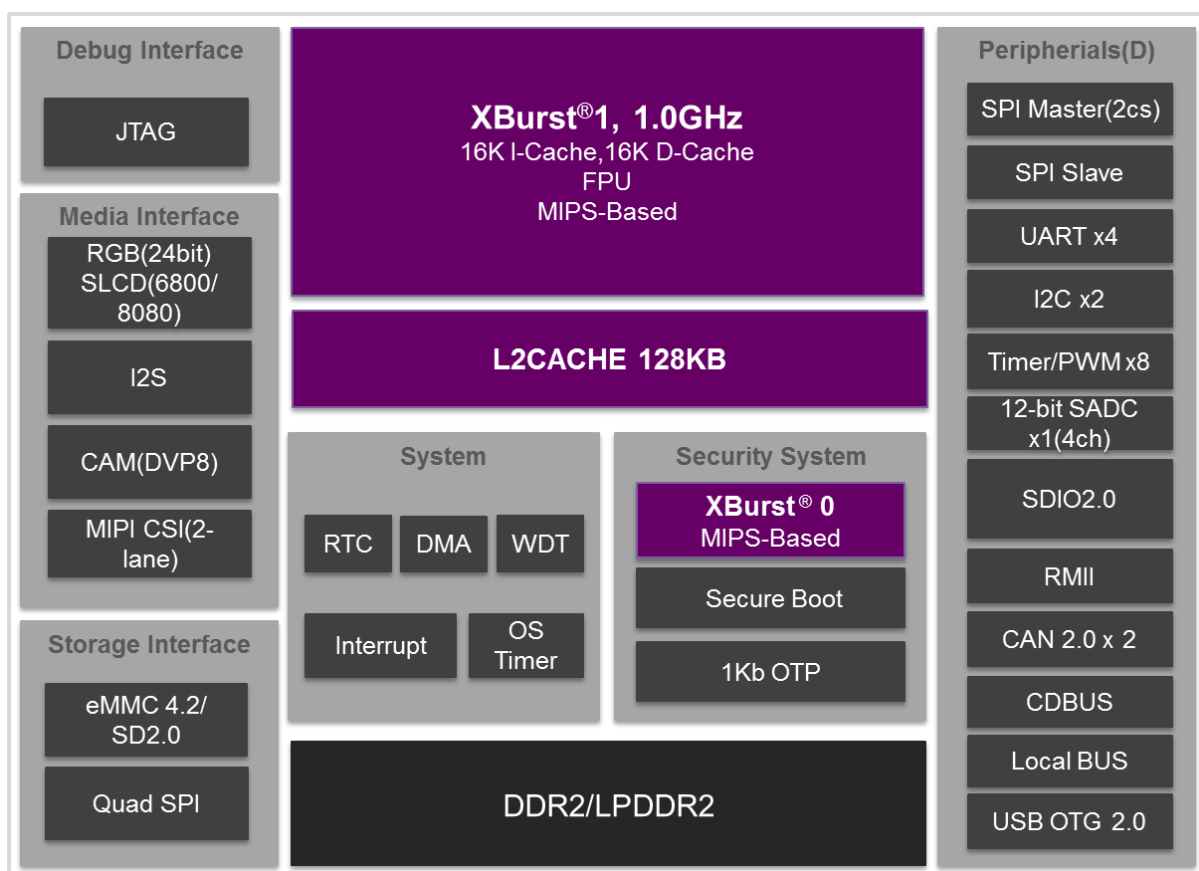 Debug Interface
JTAG
Media Interface
RGB(24bit)
SLCD(6800/
8080)
I2S
CAM(DVP8)
MIPI CSI(2-
lane)
Storage Interface
eMMC 4.2/
SD2.0
Quad SPI
XBurst®1, 1.0GHz
16K I-Cache,16K D-Cache
FPU
MIPS-Based
L2CACHE 128KB
System
RTC
DMA
WDT
Interrupt
OS
Timer
Security System
XBurst® 0
MIPS-Based
Secure Boot
1Kb OTP
DDR2/LPDDR2
Peripherials(D)
SPI Master(2cs)
SPI Slave
UART x4
I2C x2
Timer/PWM x8
12-bit SADC
x1(4ch)
SDIO2.0
RMII
CAN 2.0 x 2
CDBUS
Local BUS
USB OTG 2.0